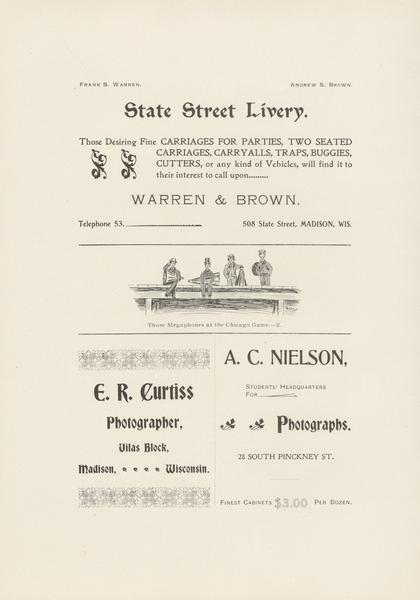 Frank S. Warren. Andrew S. Brown.
State Street Livery.
Those Desiring Fine CARRIAGES FOR PARTIES, TWO SEATED
CARRIAGES, CARRYALLS, TRAPS, BUGGIES,
CUTTERS, or any kind of Vehicles, will find it to
their interest to call upon.........
WARREN & BROWN.
Telephone 53. 508 State Street, MADISON, WIS.
Those Megaphones at the Chicago Game.—2.
E. R. Curtiss
Photographer,
Vilas Block,
Madison, Wisconsin.
A. C. NIELSON,
Students' Headquarters
For
Photographs.
28 SOUTH PINCKNEY ST.
Finest Cabinets $3.00 Per Dozen.